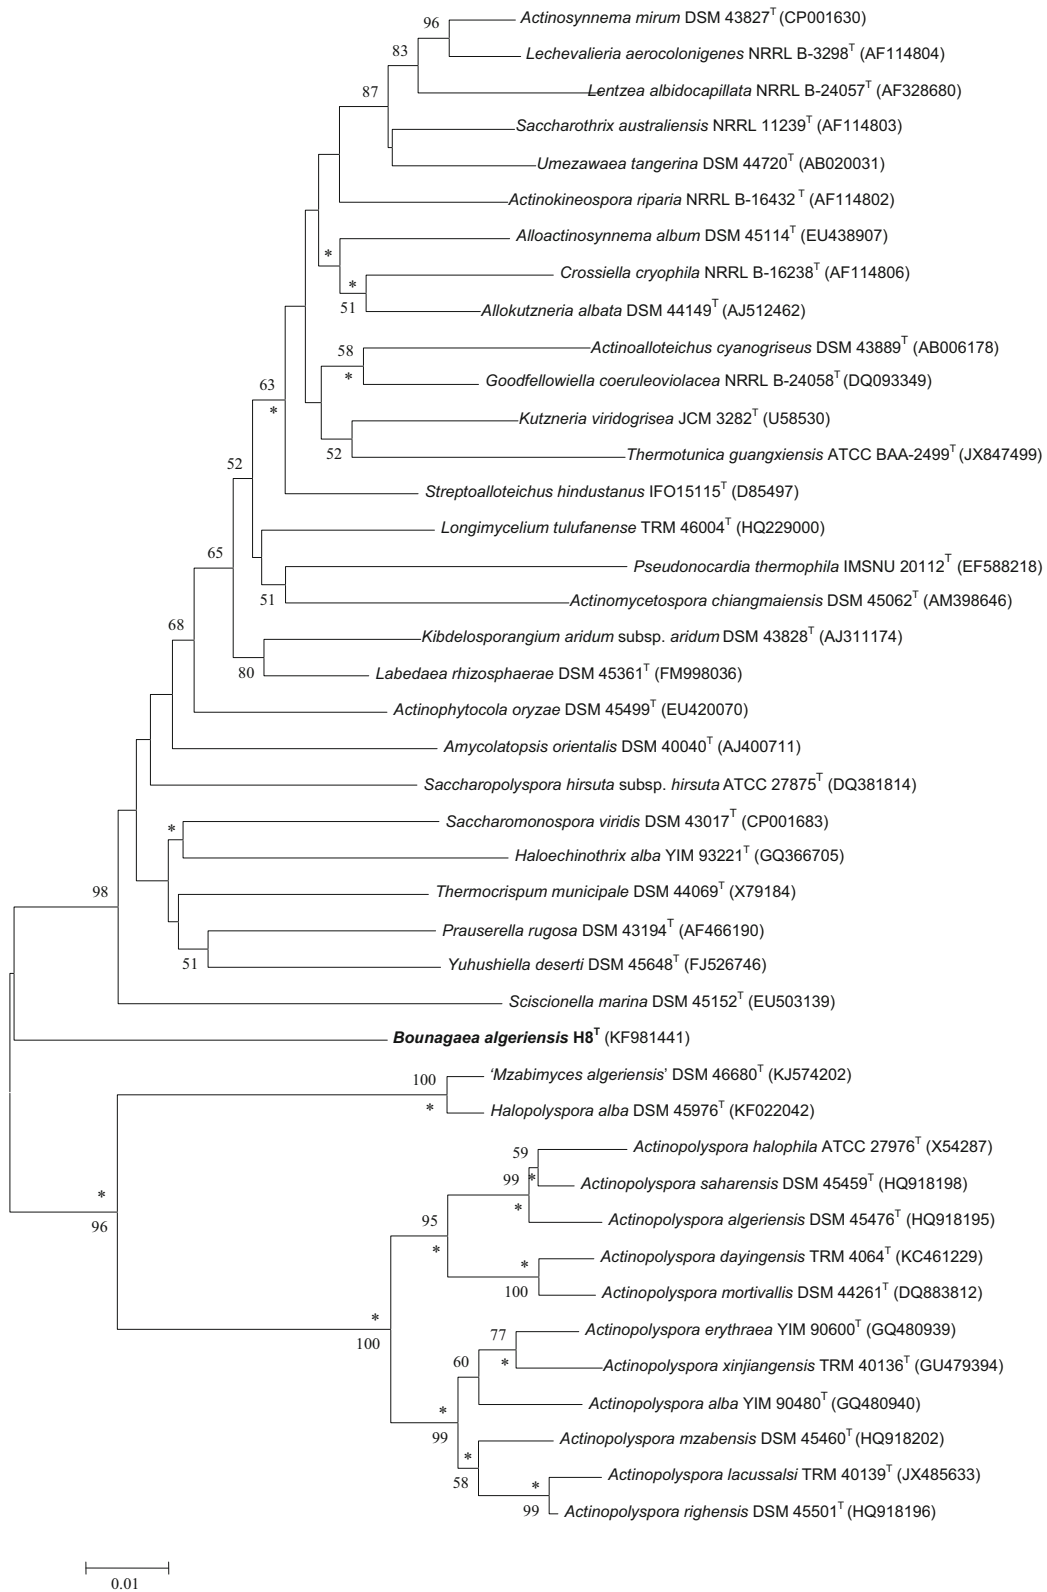 96 Actinosynnema mirum DSM 43827T (CP001630)
83 Lechevalieria aerocolonigenes NRRL B-3298T (AF114804)
87 Lentzea albidocapillata NRRL B-24057T (AF328680)
Saccharothrix australiensis NRRL 11239T (AF114803)
Umezawaea tangerina DSM 44720T (AB020031)
Actinokineospora riparia NRRL B-16432 T (AF114802)
Alloactinosynnema album DSM 45114T (EU438907)
*
Crossiella cryophila NRRL B-16238T (AF114806)
*
51 Allokutzneria albata DSM 44149T (AJ512462)
58 Actinoalloteichus cyanogriseus DSM 43889T (AB006178)
* Goodfellowiella coeruleoviolacea NRRL B-24058T (DQ093349)
63
* Kutzneria viridogrisea JCM 3282T (U58530)
52 Thermotunica guangxiensis ATCC BAA-2499T (JX847499)
52
Streptoalloteichus hindustanus IFO15115T (D85497)
Longimycelium tulufanense TRM 46004T (HQ229000)
65
Pseudonocardia thermophila IMSNU 20112T (EF588218)
51 Actinomycetospora chiangmaiensis DSM 45062T (AM398646)
68 Kibdelosporangium aridum subsp. aridum DSM 43828T (AJ311174)
80 Labedaea rhizosphaerae DSM 45361T (FM998036)
Actinophytocola oryzae DSM 45499T (EU420070)
Amycolatopsis orientalis DSM 40040T (AJ400711)
Saccharopolyspora hirsuta subsp. hirsuta ATCC 27875T (DQ381814)
* Saccharomonospora viridis DSM 43017T (CP001683)
Haloechinothrix alba YIM 93221T (GQ366705)
98 Thermocrispum municipale DSM 44069T (X79184)
Prauserella rugosa DSM 43194T (AF466190)
51 Yuhushiella deserti DSM 45648T (FJ526746)
Sciscionella marina DSM 45152T (EU503139)
Bounagaea algeriensis H8T (KF981441)
100 ‘Mzabimyces algeriensis’ DSM 46680T (KJ574202)
* Halopolyspora alba DSM 45976T (KF022042)
59 Actinopolyspora halophila ATCC 27976T (X54287)
99 * Actinopolyspora saharensis DSM 45459T (HQ918198)
*
* Actinopolyspora algeriensis DSM 45476T (HQ918195)
96
95
* Actinopolyspora dayingensis TRM 4064T (KC461229)
*
100 Actinopolyspora mortivallis DSM 44261T (DQ883812)
*
100
77 Actinopolyspora erythraea YIM 90600T (GQ480939)
60 * Actinopolyspora xinjiangensis TRM 40136T (GU479394)
Actinopolyspora alba YIM 90480T (GQ480940)
*
99 Actinopolyspora mzabensis DSM 45460T (HQ918202)
*
58 * Actinopolyspora lacussalsi TRM 40139T (JX485633)
99 Actinopolyspora righensis DSM 45501T (HQ918196)
0.01